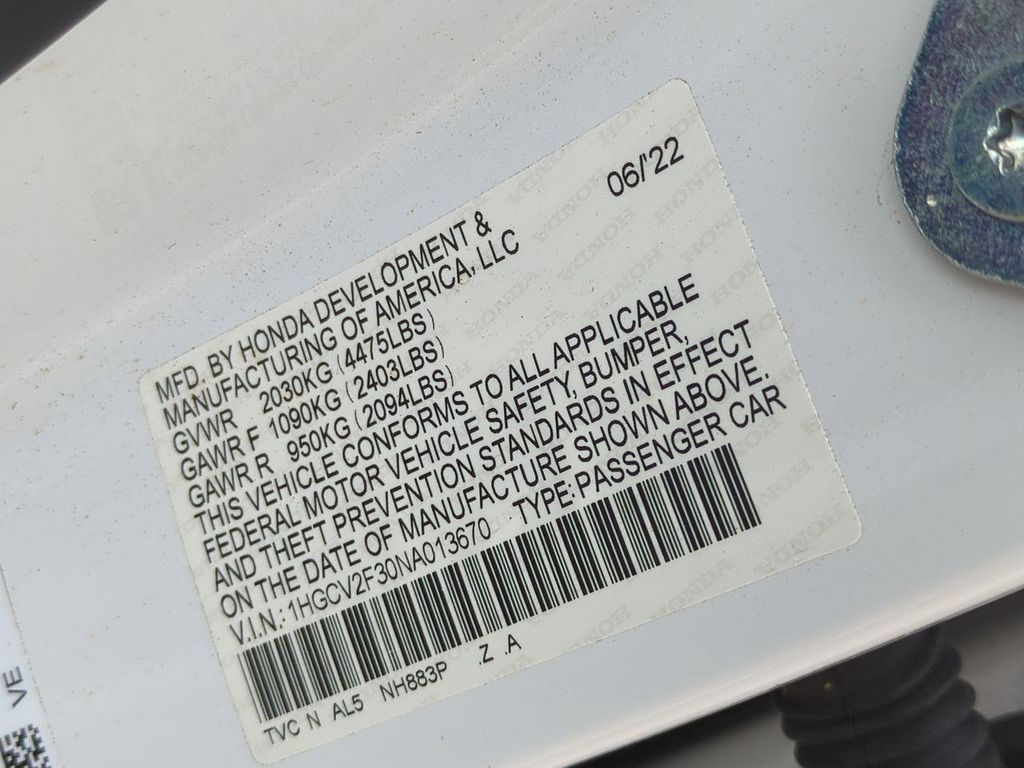 06/'22
MFD. BY HONDA DEVELOPMENT &
MANUFACTURING OF AMERICA, LLC
GVWR 2030KG (4475LBS)
GAWR F 1090KG (2403LBS)
GAWR R 950KG (2094LBS)
THIS VEHICLE CONFORMS TO ALL APPLICABLE
FEDERAL MOTOR VEHICLE SAFETY, BUMPER,
AND THEFT PREVENTION STANDARDS IN EFFECT
ON THE DATE OF MANUFACTURE SHOWN ABOVE.
V.I.N.: 1HGCV2F30NA013670 TYPE: PASSENGER CAR
TVC N AL5 NH883P .Z .A
VE